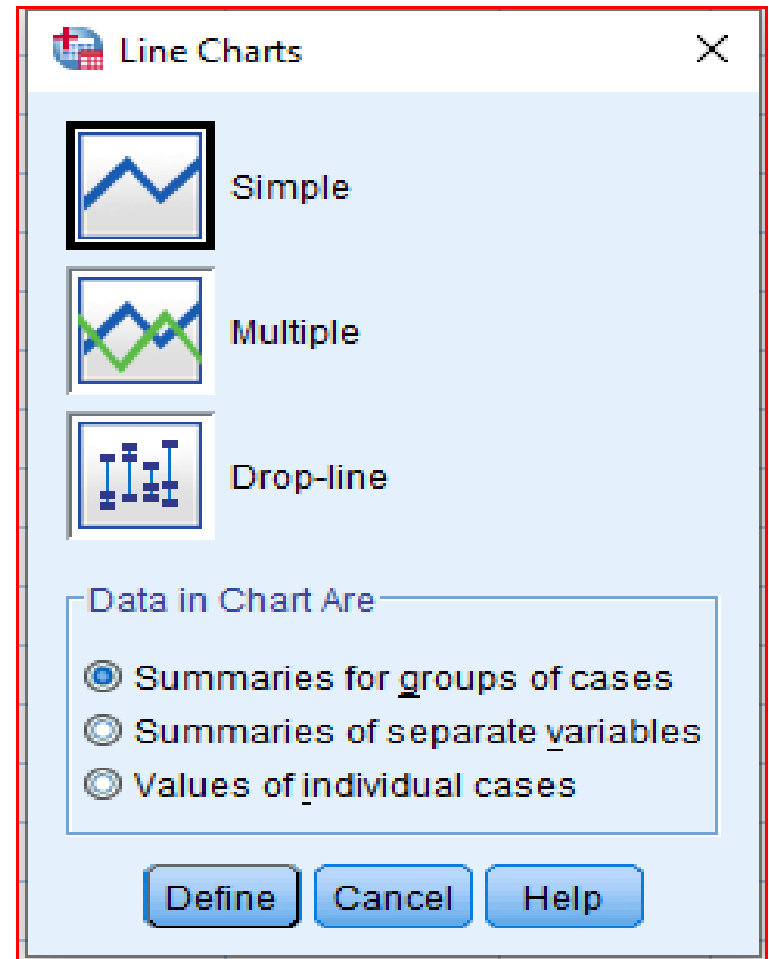 Line Charts
Simple
Multiple
Drop-line
Data in Chart Are
Summaries for groups of cases
Summaries of separate variables
Values of individual cases
Define Cancel Help